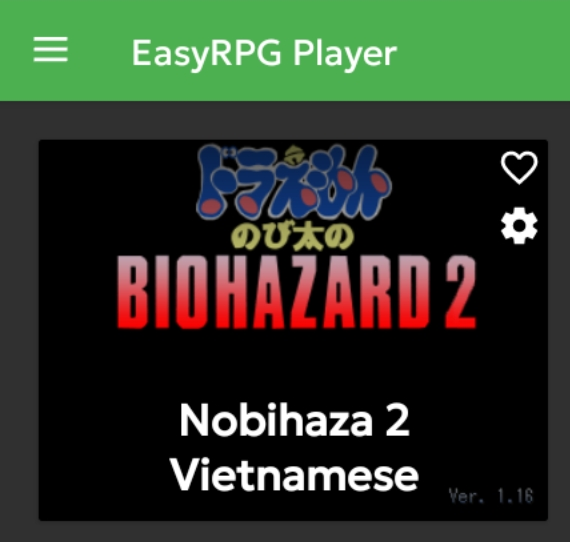 EasyRPG Player
ドラえもん
のび太の
BIOHAZARD 2
Nobihaza 2
Vietnamese
Ver. 1.16